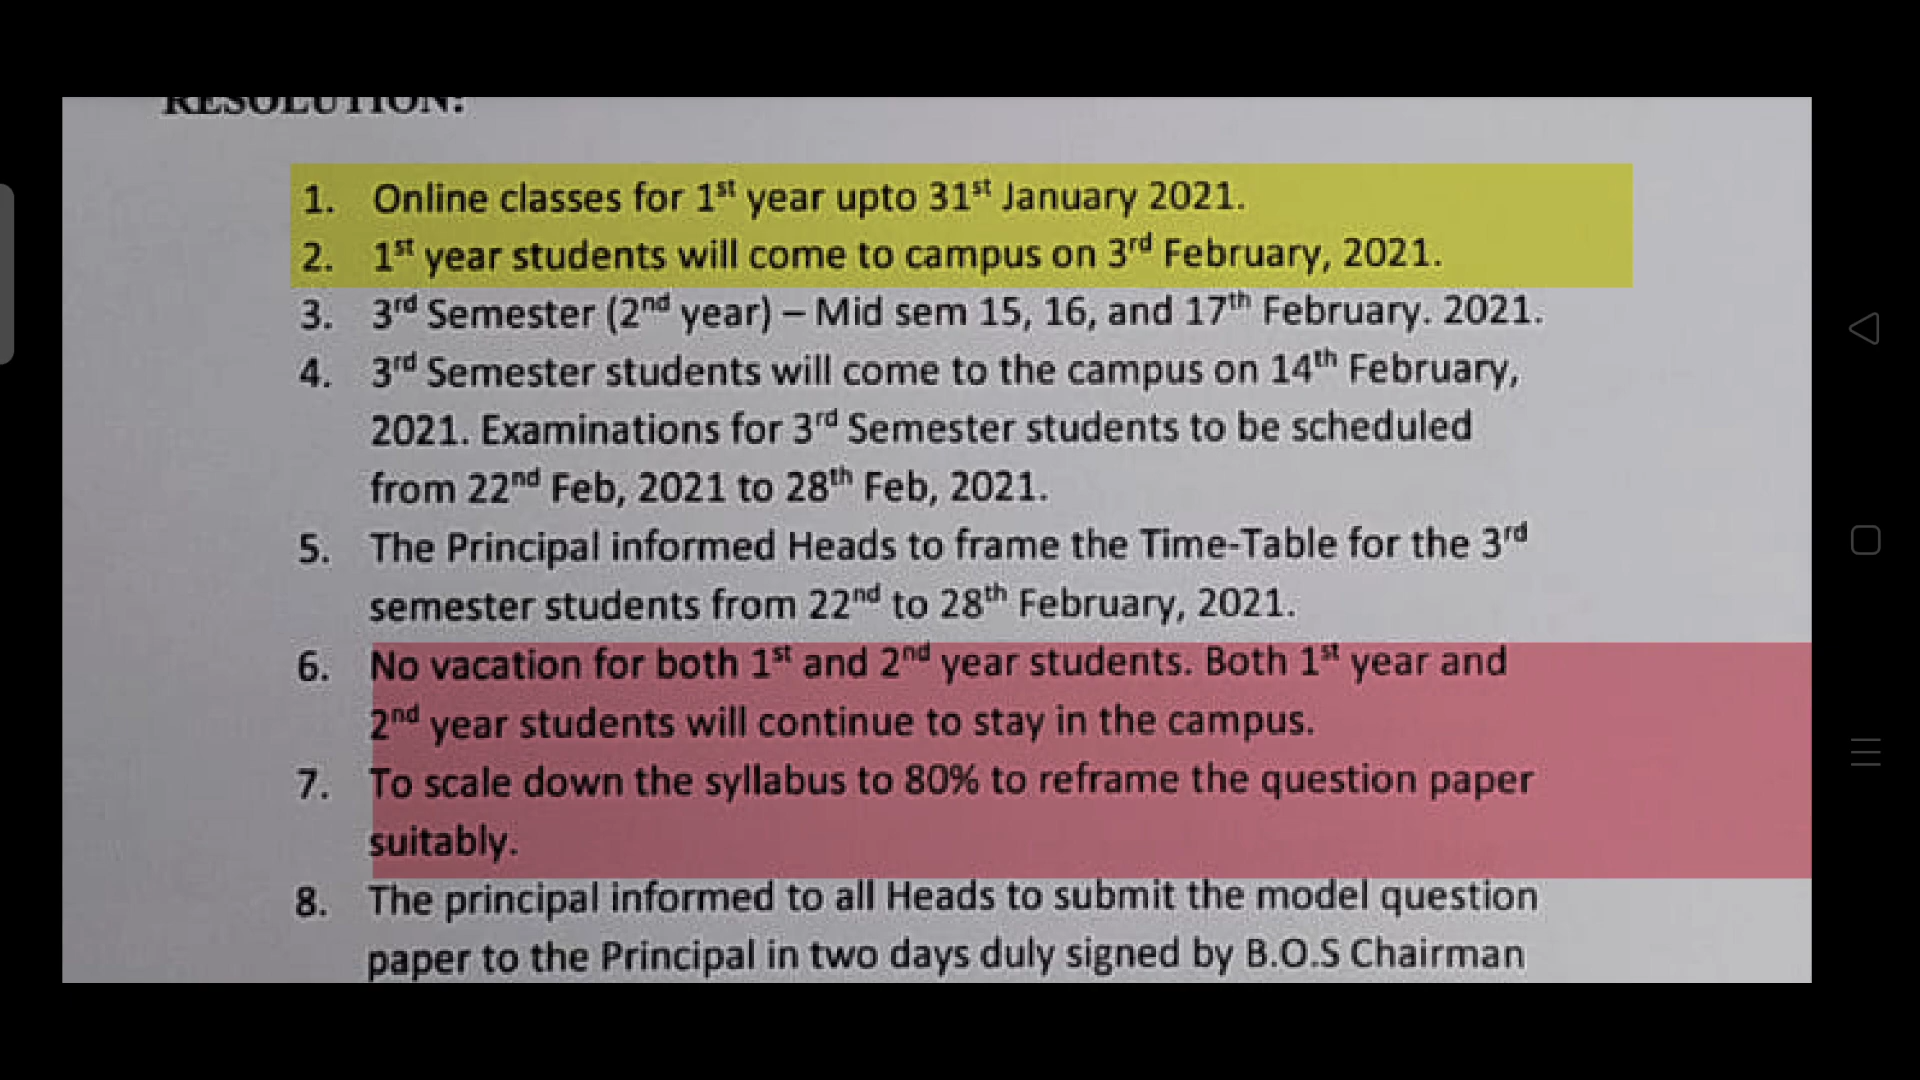 RESOLUTION:
1. Online classes for 1st year upto 31st January 2021.
2. 1st year students will come to campus on 3rd February, 2021.
3. 3rd Semester (2nd year) – Mid sem 15, 16, and 17th February. 2021.
4. 3rd Semester students will come to the campus on 14th February,
2021. Examinations for 3rd Semester students to be scheduled
from 22nd Feb, 2021 to 28th Feb, 2021.
5. The Principal informed Heads to frame the Time-Table for the 3rd
semester students from 22nd to 28th February, 2021.
6. No vacation for both 1st and 2nd year students. Both 1st year and
2nd year students will continue to stay in the campus.
7. To scale down the syllabus to 80% to reframe the question paper
suitably.
8. The principal informed to all Heads to submit the model question
paper to the Principal in two days duly signed by B.O.S Chairman